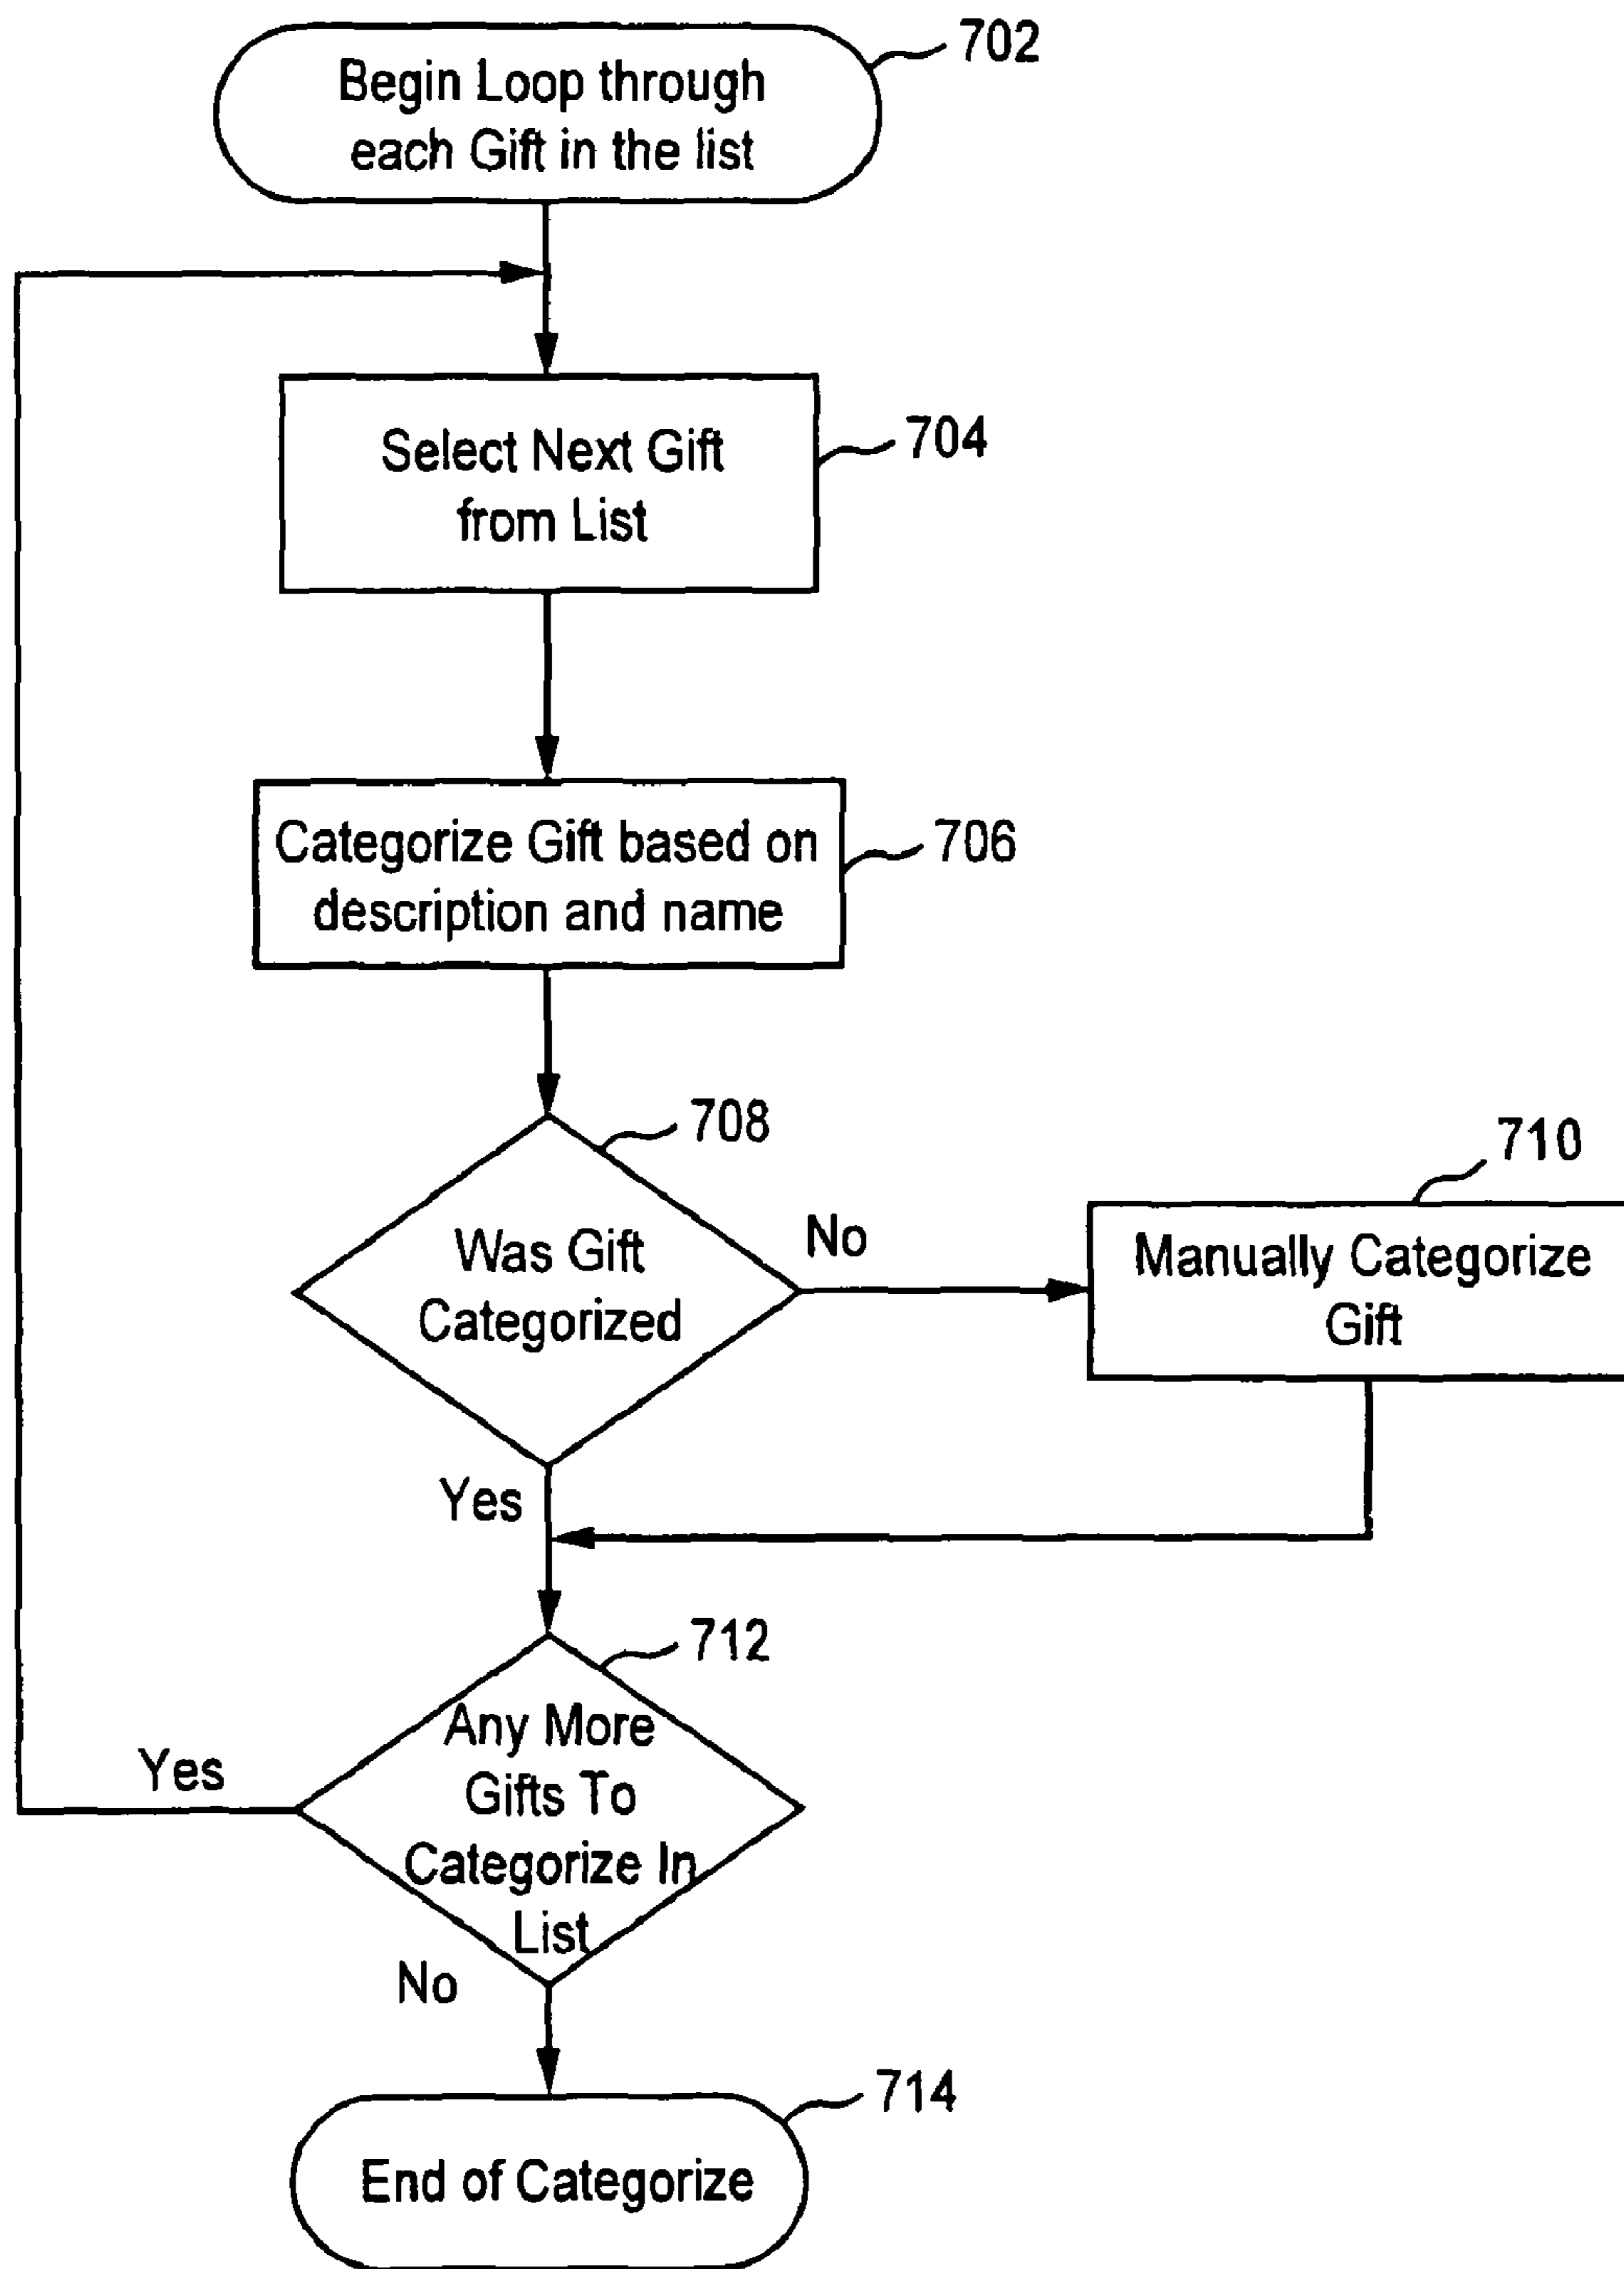 702
Begin Loop through
each Gift in the list
704
Select Next Gift
from List
706
Categorize Gift based on
description and name
708
Was Gift
Categorized
No
710
Manually Categorize
Gift
Yes
712
Any More
Gifts To
Categorize In
List
Yes
No
714
End of Categorize